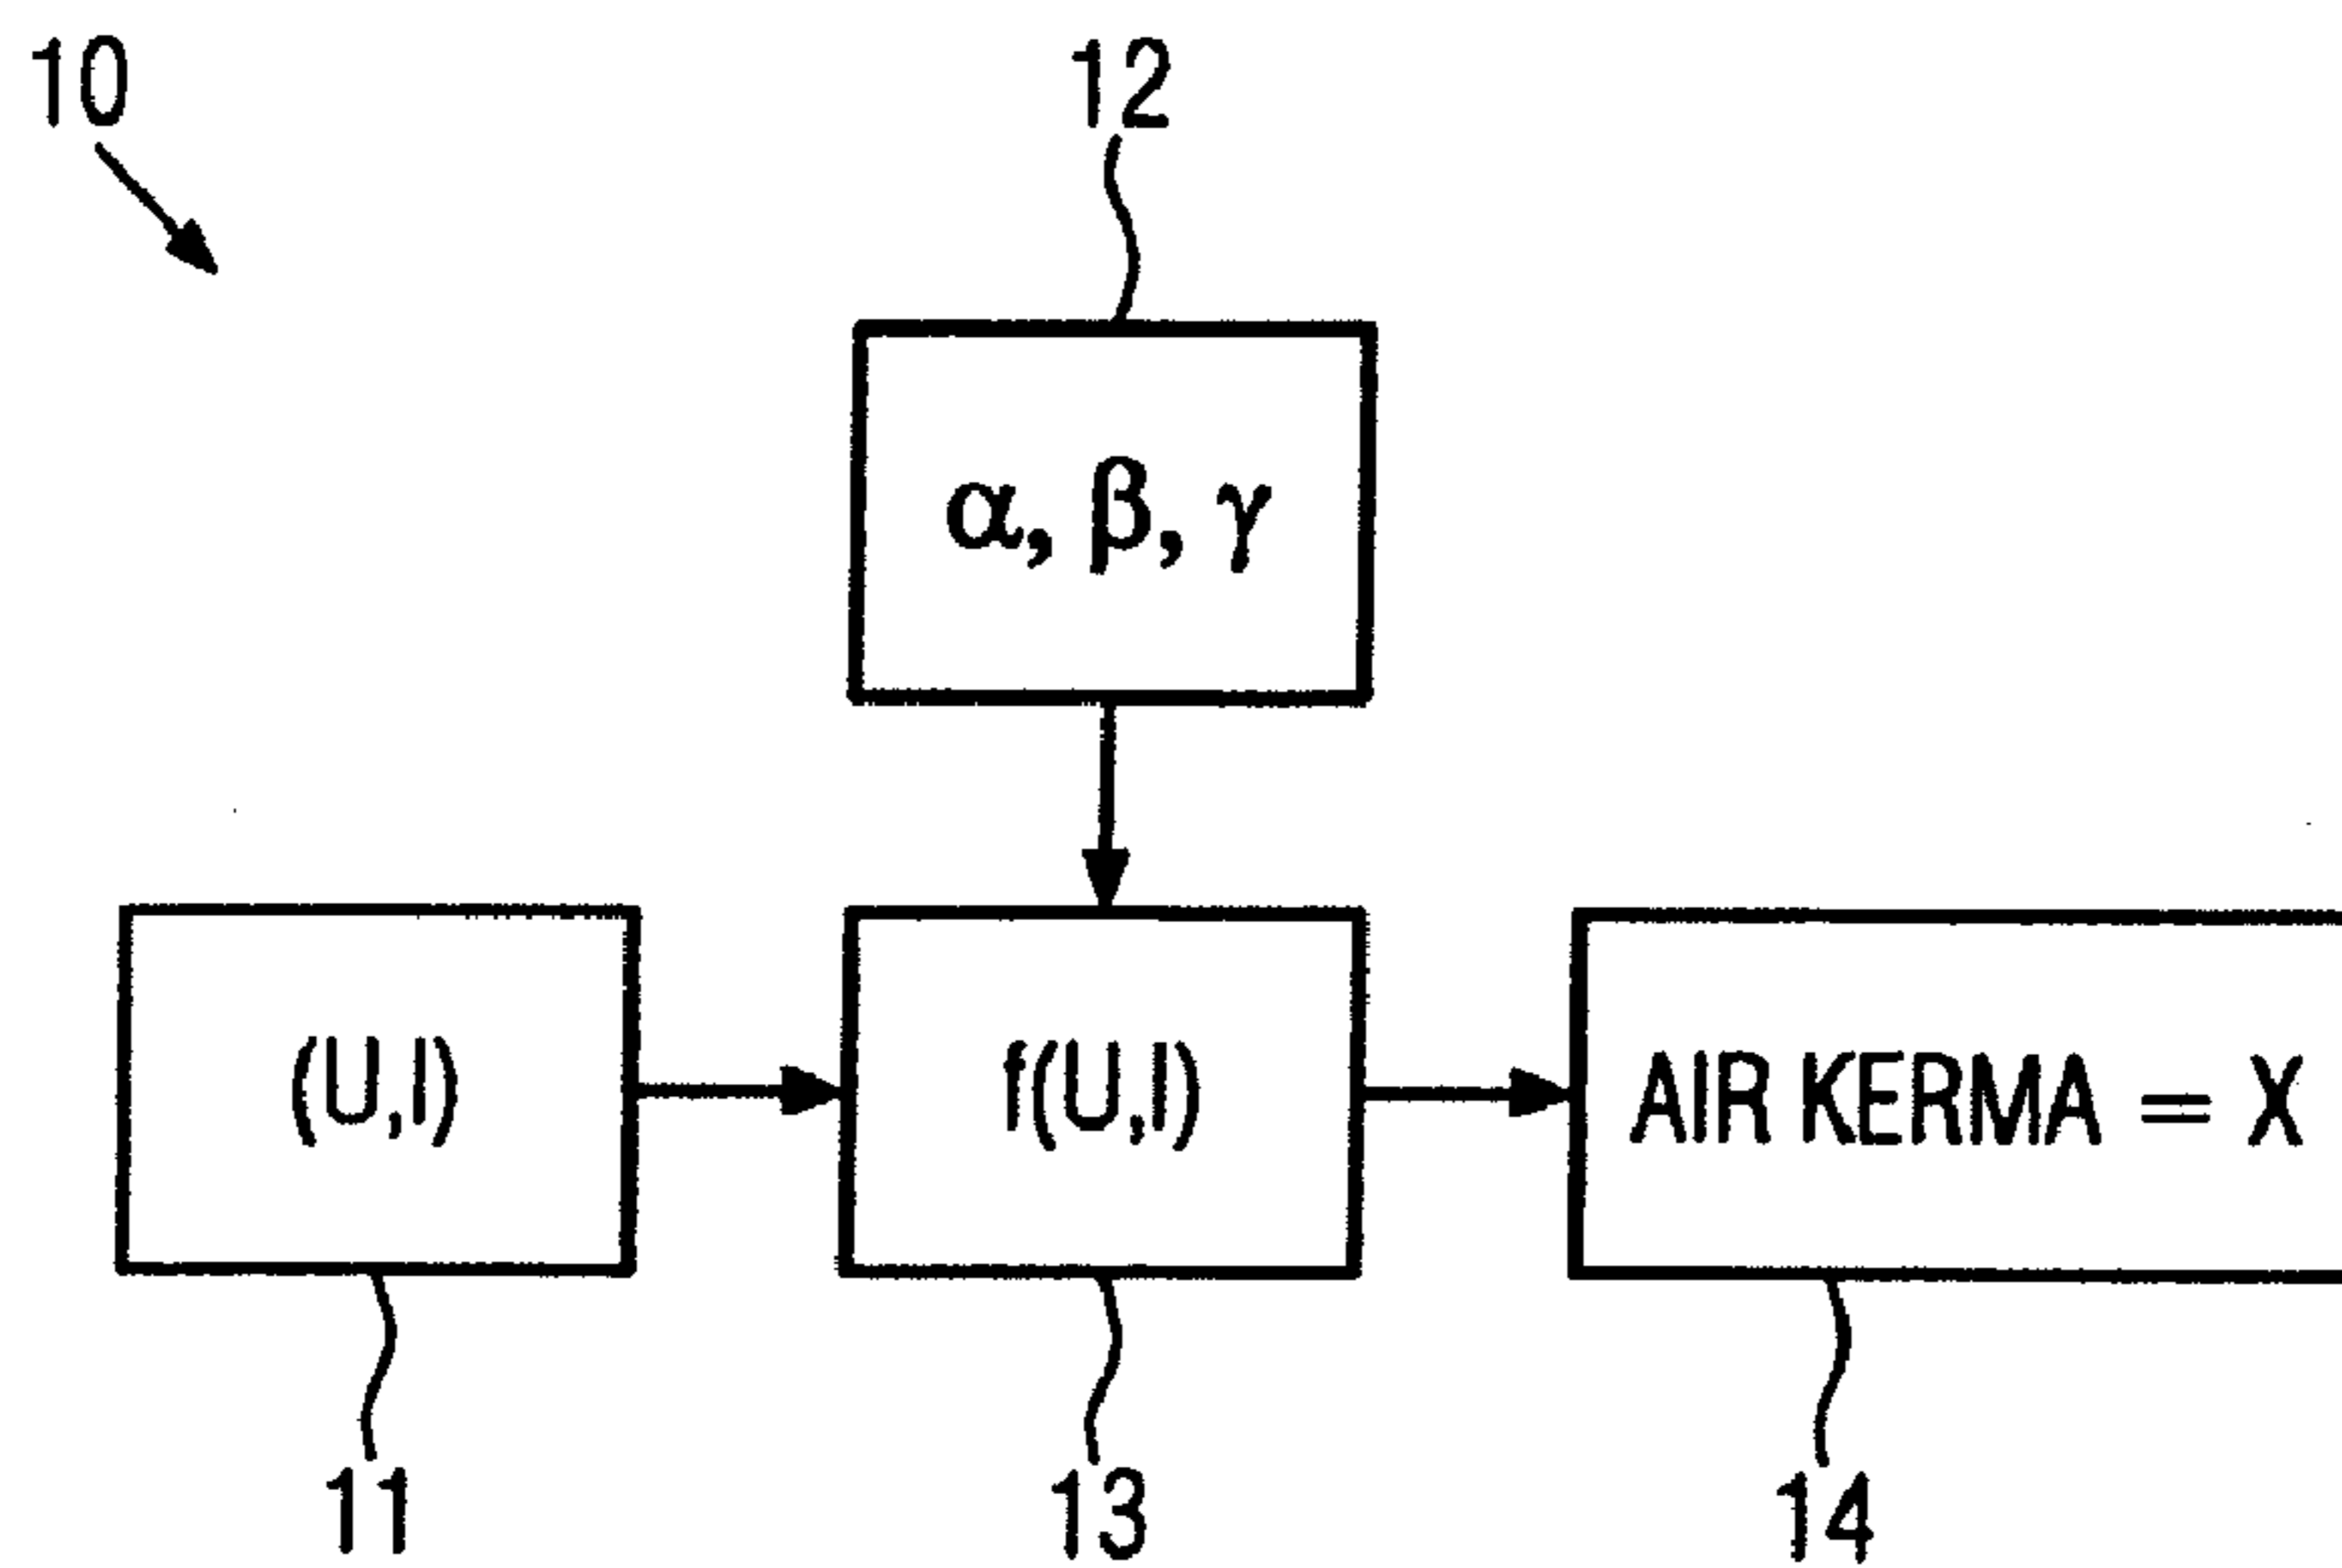 10
12
α, β, γ
(U,I)
f(U,I)
AIR KERMA = X
11
13
14